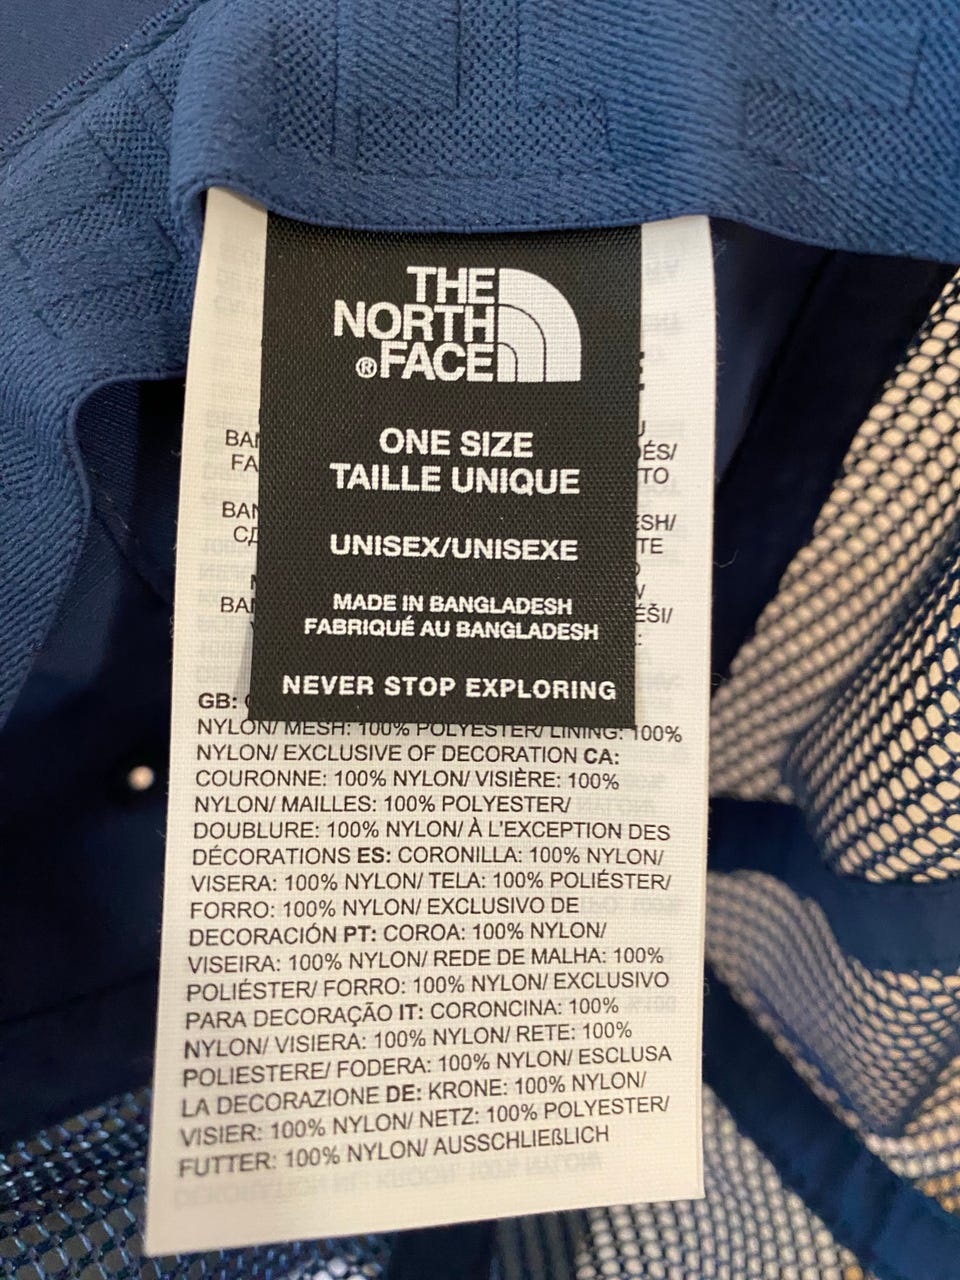 THE
NORTH
® FACE
ONE SIZE
TAILLE UNIQUE
UNISEX/UNISEXE
MADE IN BANGLADESH
FABRIQUÉ AU BANGLADESH
NEVER STOP EXPLORING
GB:
NYLON/ MESH: 100% POLYESTER/ LINING: 100%
NYLON/ EXCLUSIVE OF DECORATION CA:
COURONNE: 100% NYLON/ VISIÈRE: 100%
NYLON/ MAILLES: 100% POLYESTER/
DOUBLURE: 100% NYLON/ À L'EXCEPTION DES
DÉCORATIONS ES: CORONILLA: 100% NYLON/
VISERA: 100% NYLON/ TELA: 100% POLIÉSTER/
FORRO: 100% NYLON/ EXCLUSIVO DE
DECORACIÓN PT: COROA: 100% NYLON/
VISEIRA: 100% NYLON/ REDE DE MALHA: 100%
POLIÉSTER/ FORRO: 100% NYLON/ EXCLUSIVO
PARA DECORAÇÃO IT: CORONCINA: 100%
NYLON/ VISIERA: 100% NYLON/ RETE: 100%
POLIESTERE/ FODERA: 100% NYLON/ ESCLUSA
LA DECORAZIONE DE: KRONE: 100% NYLON/
VISIER: 100% NYLON/ NETZ: 100% POLYESTER/
FUTTER: 100% NYLON/ AUSSCHLIEßLICH